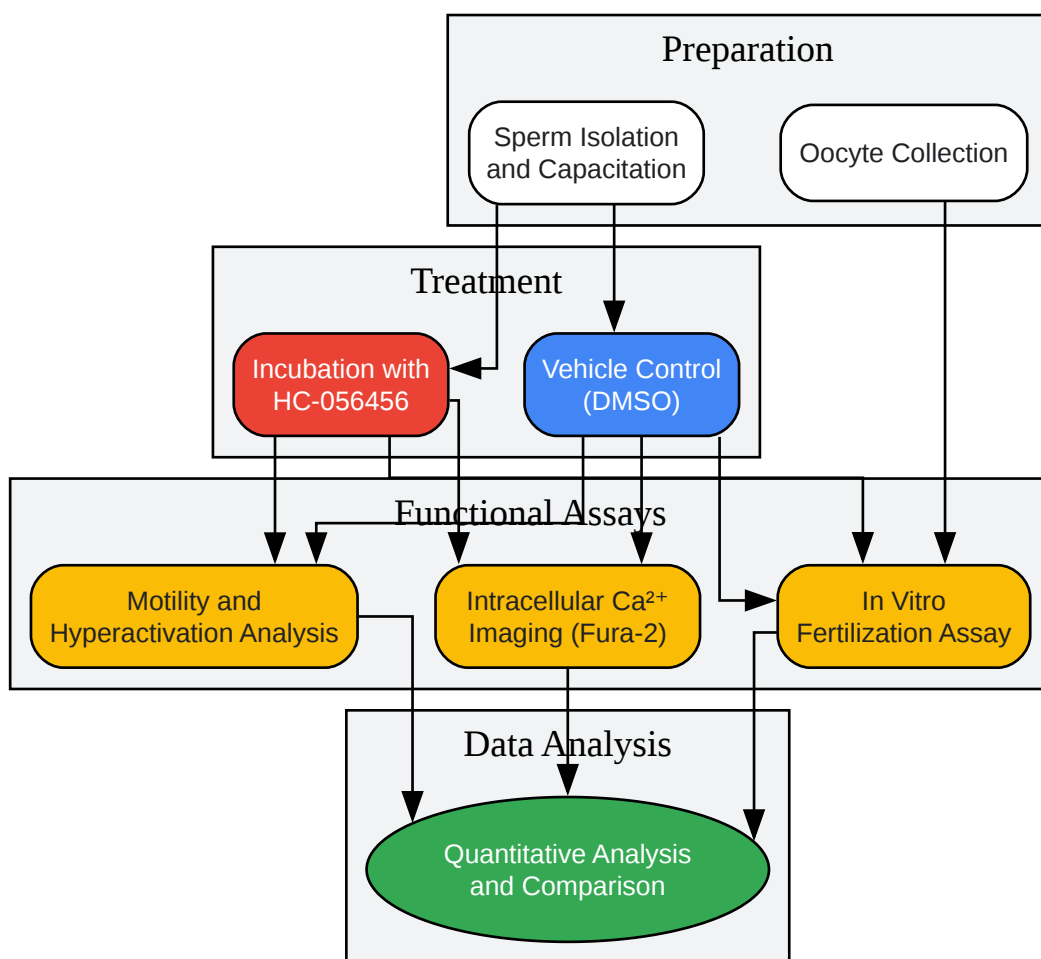 Preparation
Sperm Isolation
and Capacitation
Oocyte Collection
Treatment
Incubation with
HC-056456
Vehicle Control
(DMSO)
Functional Assays
Motility and
Hyperactivation Analysis
Intracellular Ca²⁺
Imaging (Fura-2)
In Vitro
Fertilization Assay
Data Analysis
Quantitative Analysis
and Comparison